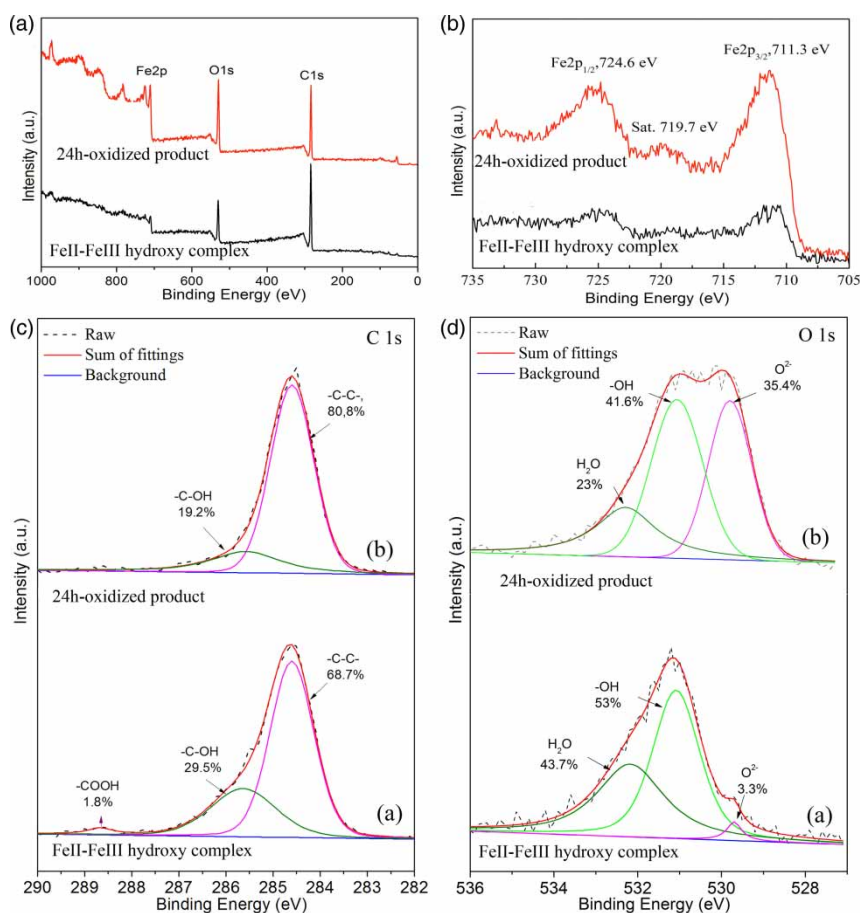 (a)
Fe2p
O1s
C1s
24h-oxidized product
FeII-FeIII hydroxy complex
Intensity (a.u.)
1000 800 600 400 200 0
Binding Energy (eV)
(b)
Fe2p1/2,724.6 eV
Fe2p3/2,711.3 eV
Sat. 719.7 eV
24h-oxidized product
FeII-FeIII hydroxy complex
Intensity (a.u.)
735 730 725 720 715 710 705
Binding Energy (eV)
(c)
Raw
Sum of fittings
Background
C 1s
-C-C-,
80,8%
-C-OH
19.2%
(b)
24h-oxidized product
-C-C-
68.7%
-C-OH
29.5%
-COOH
1.8%
(a)
FeII-FeIII hydroxy complex
Intensity (a.u.)
290 289 288 287 286 285 284 283 282
Binding Energy (eV)
(d)
Raw
Sum of fittings
Background
O 1s
O2-
35.4%
-OH
41.6%
H2O
23%
(b)
24h-oxidized product
-OH
53%
H2O
43.7%
O2-
3.3%
(a)
FeII-FeIII hydroxy complex
Intensity (a.u.)
536 534 532 530 528
Binding Energy (eV)